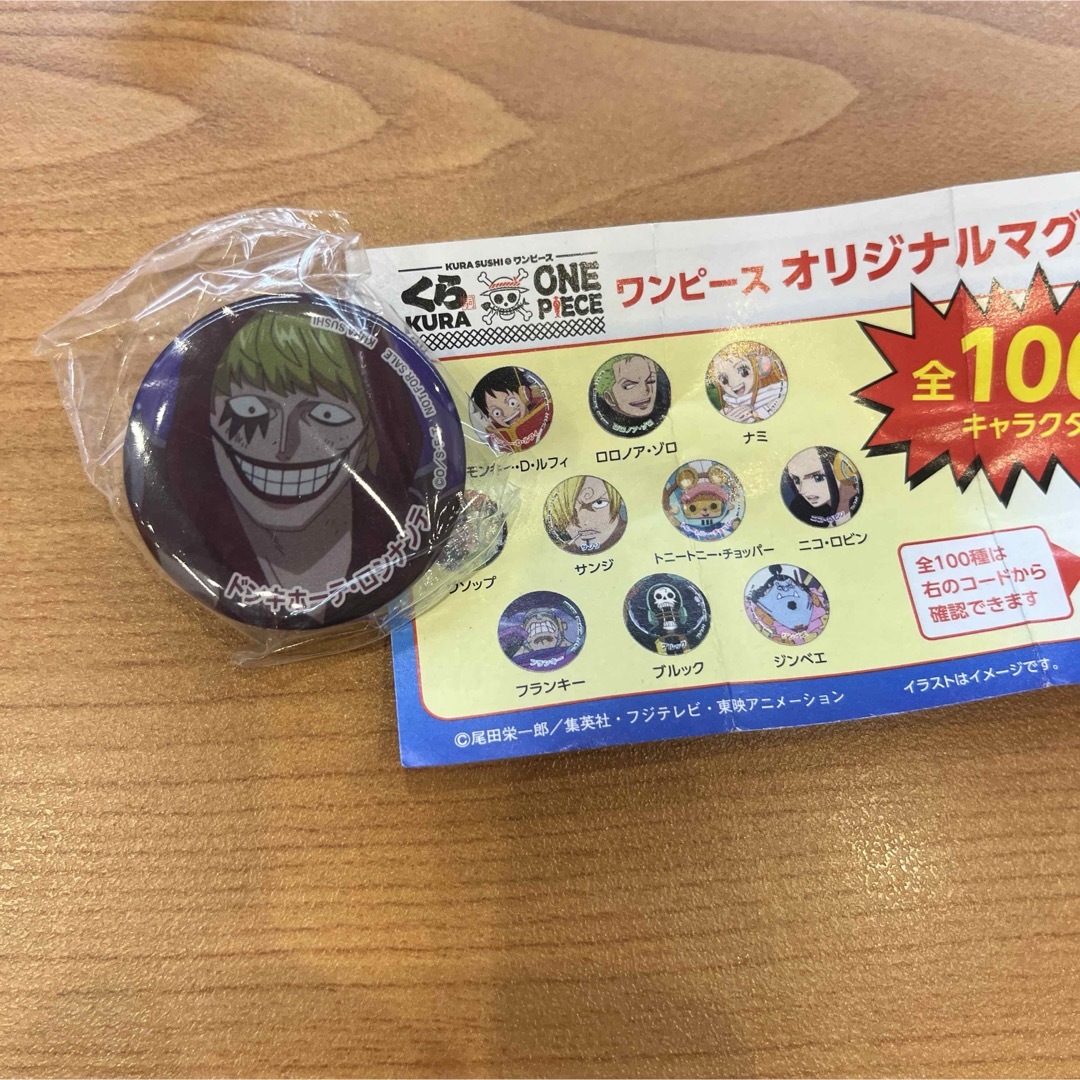 KURA SUSHI
NOT FOR SALE
ドンキホーテ・ロシナンテ
KURA SUSHI ワンピース
くら
KURA
ONE
PIECE
ワンピース オリジナルマグ
全100
キャラクタ
モンキー・D・ルフィ
ロロノア・ゾロ
ナミ
ソップ
サンジ
トニートニー・チョッパー
ニコ・ロビン
フランキー
ブルック
ジンベエ
全100種は
右のコードから
確認できます
©尾田栄一郎／集英社・フジテレビ・東映アニメーション
イラストはイメージです。